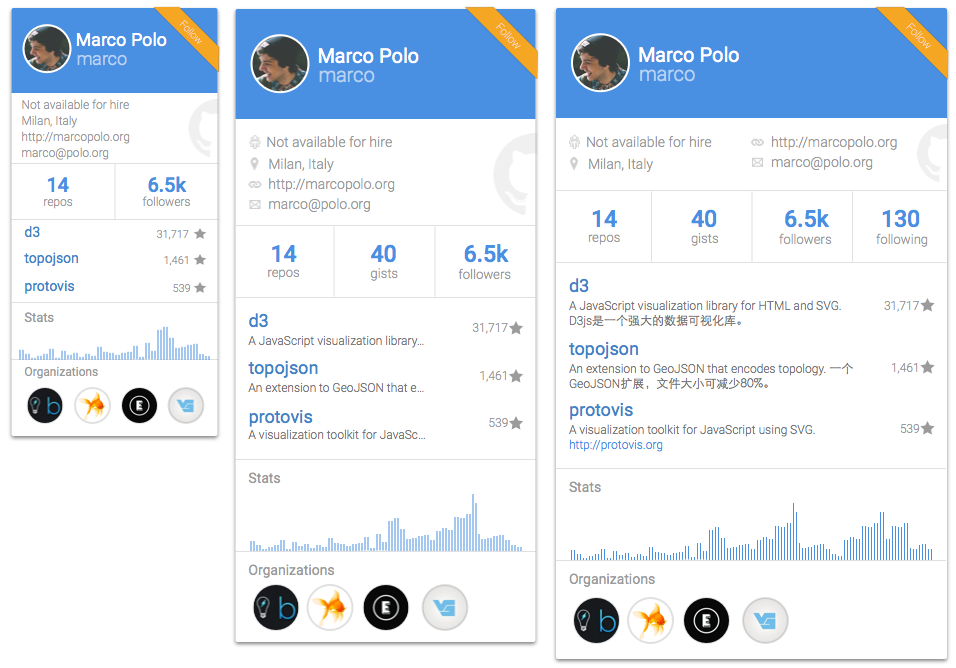 Follow
Marco Polo
marco
Not available for hire
Milan, Italy
http://marcopolo.org
marco@polo.org
14
repos
6.5k
followers
d3
31,717
topojson
1,461
protovis
539
Stats
Organizations
b
E
VG
Follow
Marco Polo
marco
Not available for hire
Milan, Italy
http://marcopolo.org
marco@polo.org
14
repos
40
gists
6.5k
followers
d3
A JavaScript visualization library...
31,717
topojson
An extension to GeoJSON that e...
1,461
protovis
A visualization toolkit for JavaSc...
539
Stats
Organizations
b
E
VG
Follow
Marco Polo
marco
Not available for hire
http://marcopolo.org
Milan, Italy
marco@polo.org
14
repos
40
gists
6.5k
followers
130
following
d3
A JavaScript visualization library for HTML and SVG.
D3js是一个强大的数据可视化库。
31,717
topojson
An extension to GeoJSON that encodes topology. 一个
GeoJSON扩展，文件大小可减少80%。
1,461
protovis
A visualization toolkit for JavaScript using SVG.
http://protovis.org
539
Stats
Organizations
b
E
VG